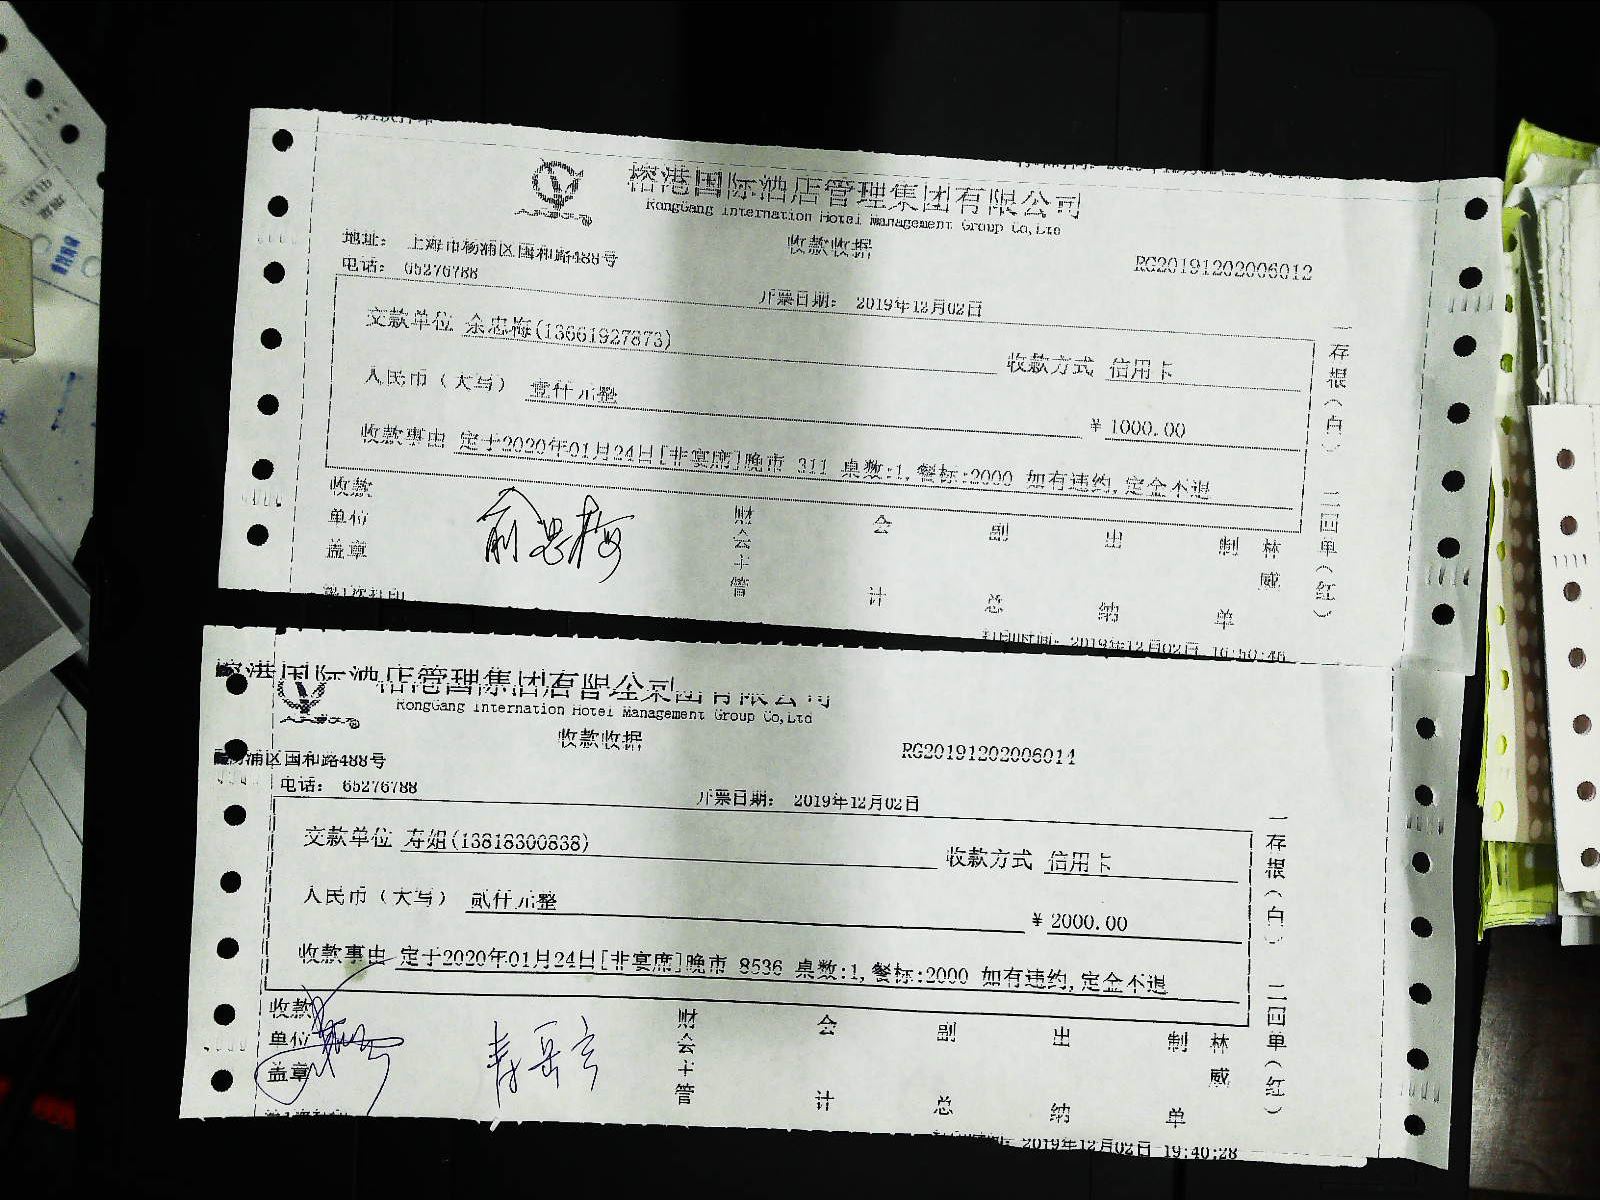 榕港国际酒店管理集团有限公司
RongGang Internation Hotel Management Group Co,Ltd
收款收据
地址： 上海市杨浦区国和路488号
电话： 65276788
RG20191202006012
开票日期： 2019年12月02日
交款单位 余忠梅(13661927873)
收款方式 信用卡
人民币（大写） 壹仟元整
¥ 1000.00
收款事由 定于2020年01月24日[非宴席]晚市 311 桌数:1,餐标:2000 如有违约,定金不退
收款单位盖章
俞忠梅
财会主管
会计
副总
出纳
制单
林威
一存根(白)
二回单(红)
第1次打印
打印时间: 2019年12月02日 16:50:46
RongGang Internation Hotel Management Group Co,Ltd
收款收据
杨浦区国和路488号
电话： 65276788
RG20191202006014
开票日期： 2019年12月02日
交款单位 寿姐(13818300838)
收款方式 信用卡
人民币（大写） 贰仟元整
¥ 2000.00
收款事由 定于2020年01月24日[非宴席]晚市 8536 桌数:1,餐标:2000 如有违约,定金不退
收款单位盖章
财会主管
会计
副总
出纳
制单
林威
一存根(白)
二回单(红)
2019年12月02日 19:40:28